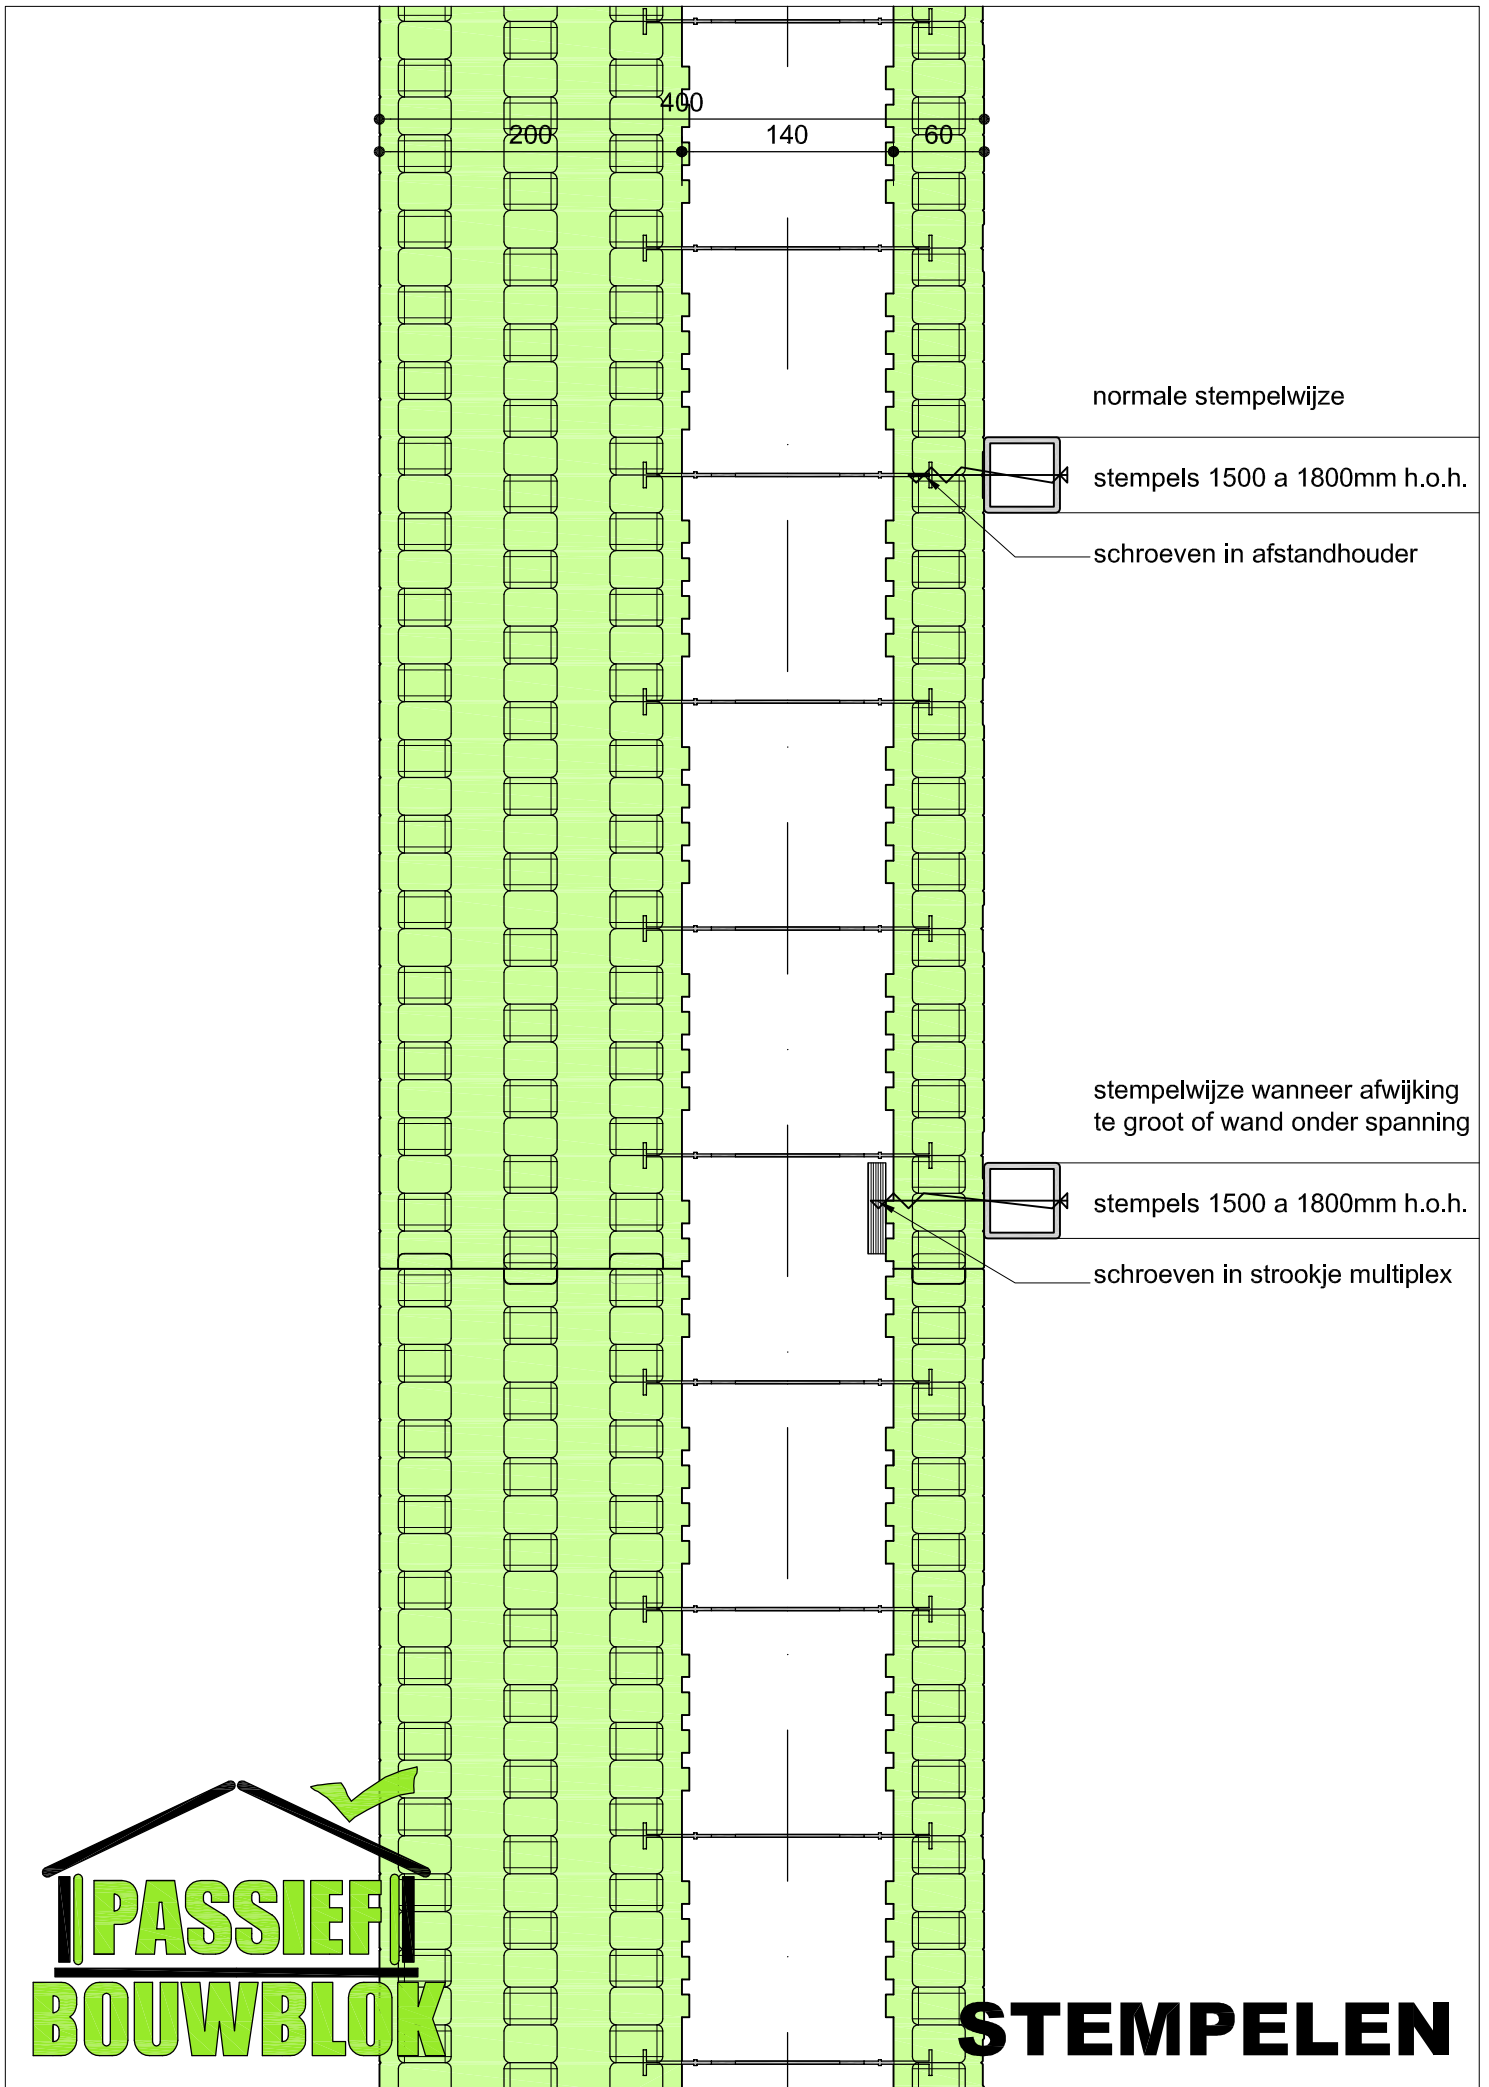 400
200 140 60
normale stempelwijze
stempels 1500 a 1800mm h.o.h.
schroeven in afstandhouder
stempelwijze wanneer afwijking
te groot of wand onder spanning
stempels 1500 a 1800mm h.o.h.
schroeven in strookje multiplex
PASSIEF
BOUWBLOK
STEMPELEN